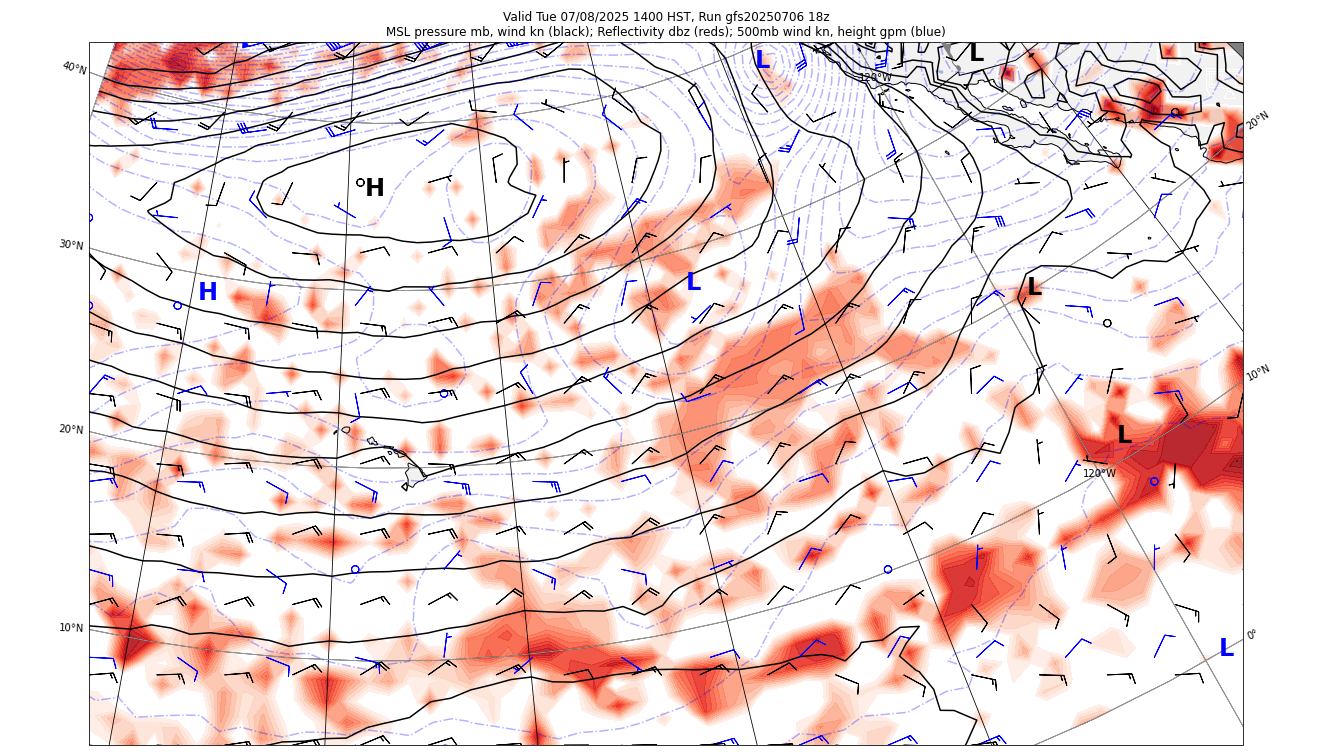 Valid Tue 07/08/2025 1400 HST, Run gfs20250706 18z
MSL pressure mb, wind kn (black); Reflectivity dbz (reds); 500mb wind kn, height gpm (blue)
L
L
40°N
120°W
20°N
H
30°N
H
L
L
10°N
20°N
L
120°W
10°N
0°
L